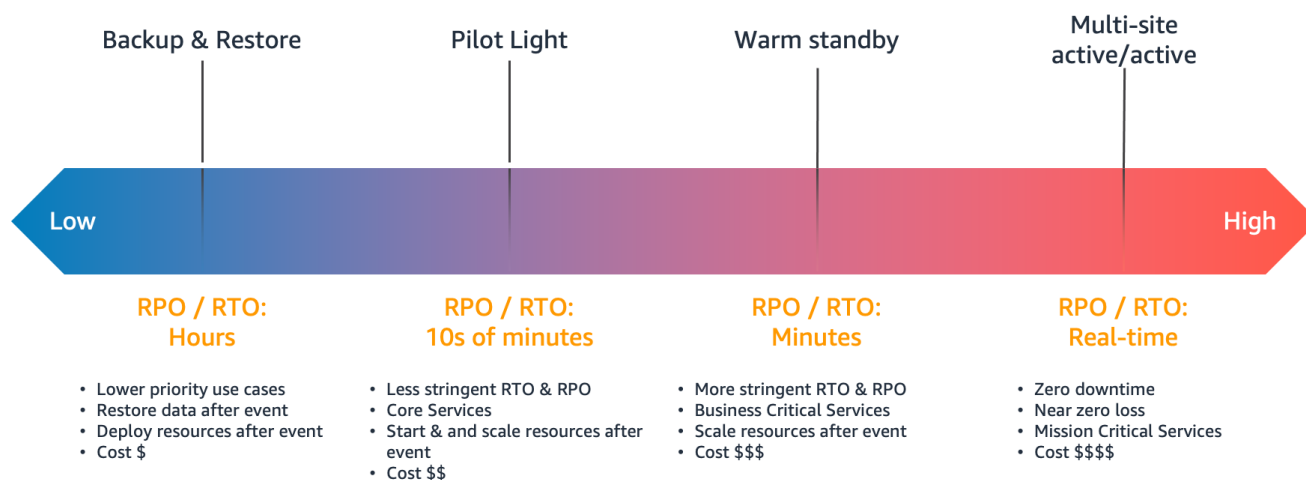 Backup & Restore
Pilot Light
Warm standby
Multi-site
active/active
Low
High
RPO / RTO:
Hours
RPO / RTO:
10s of minutes
RPO / RTO:
Minutes
RPO / RTO:
Real-time
• Lower priority use cases
• Restore data after event
• Deploy resources after event
• Cost $
• Less stringent RTO & RPO
• Core Services
• Start & and scale resources after
event
• Cost $$
• More stringent RTO & RPO
• Business Critical Services
• Scale resources after event
• Cost $$$
• Zero downtime
• Near zero loss
• Mission Critical Services
• Cost $$$$